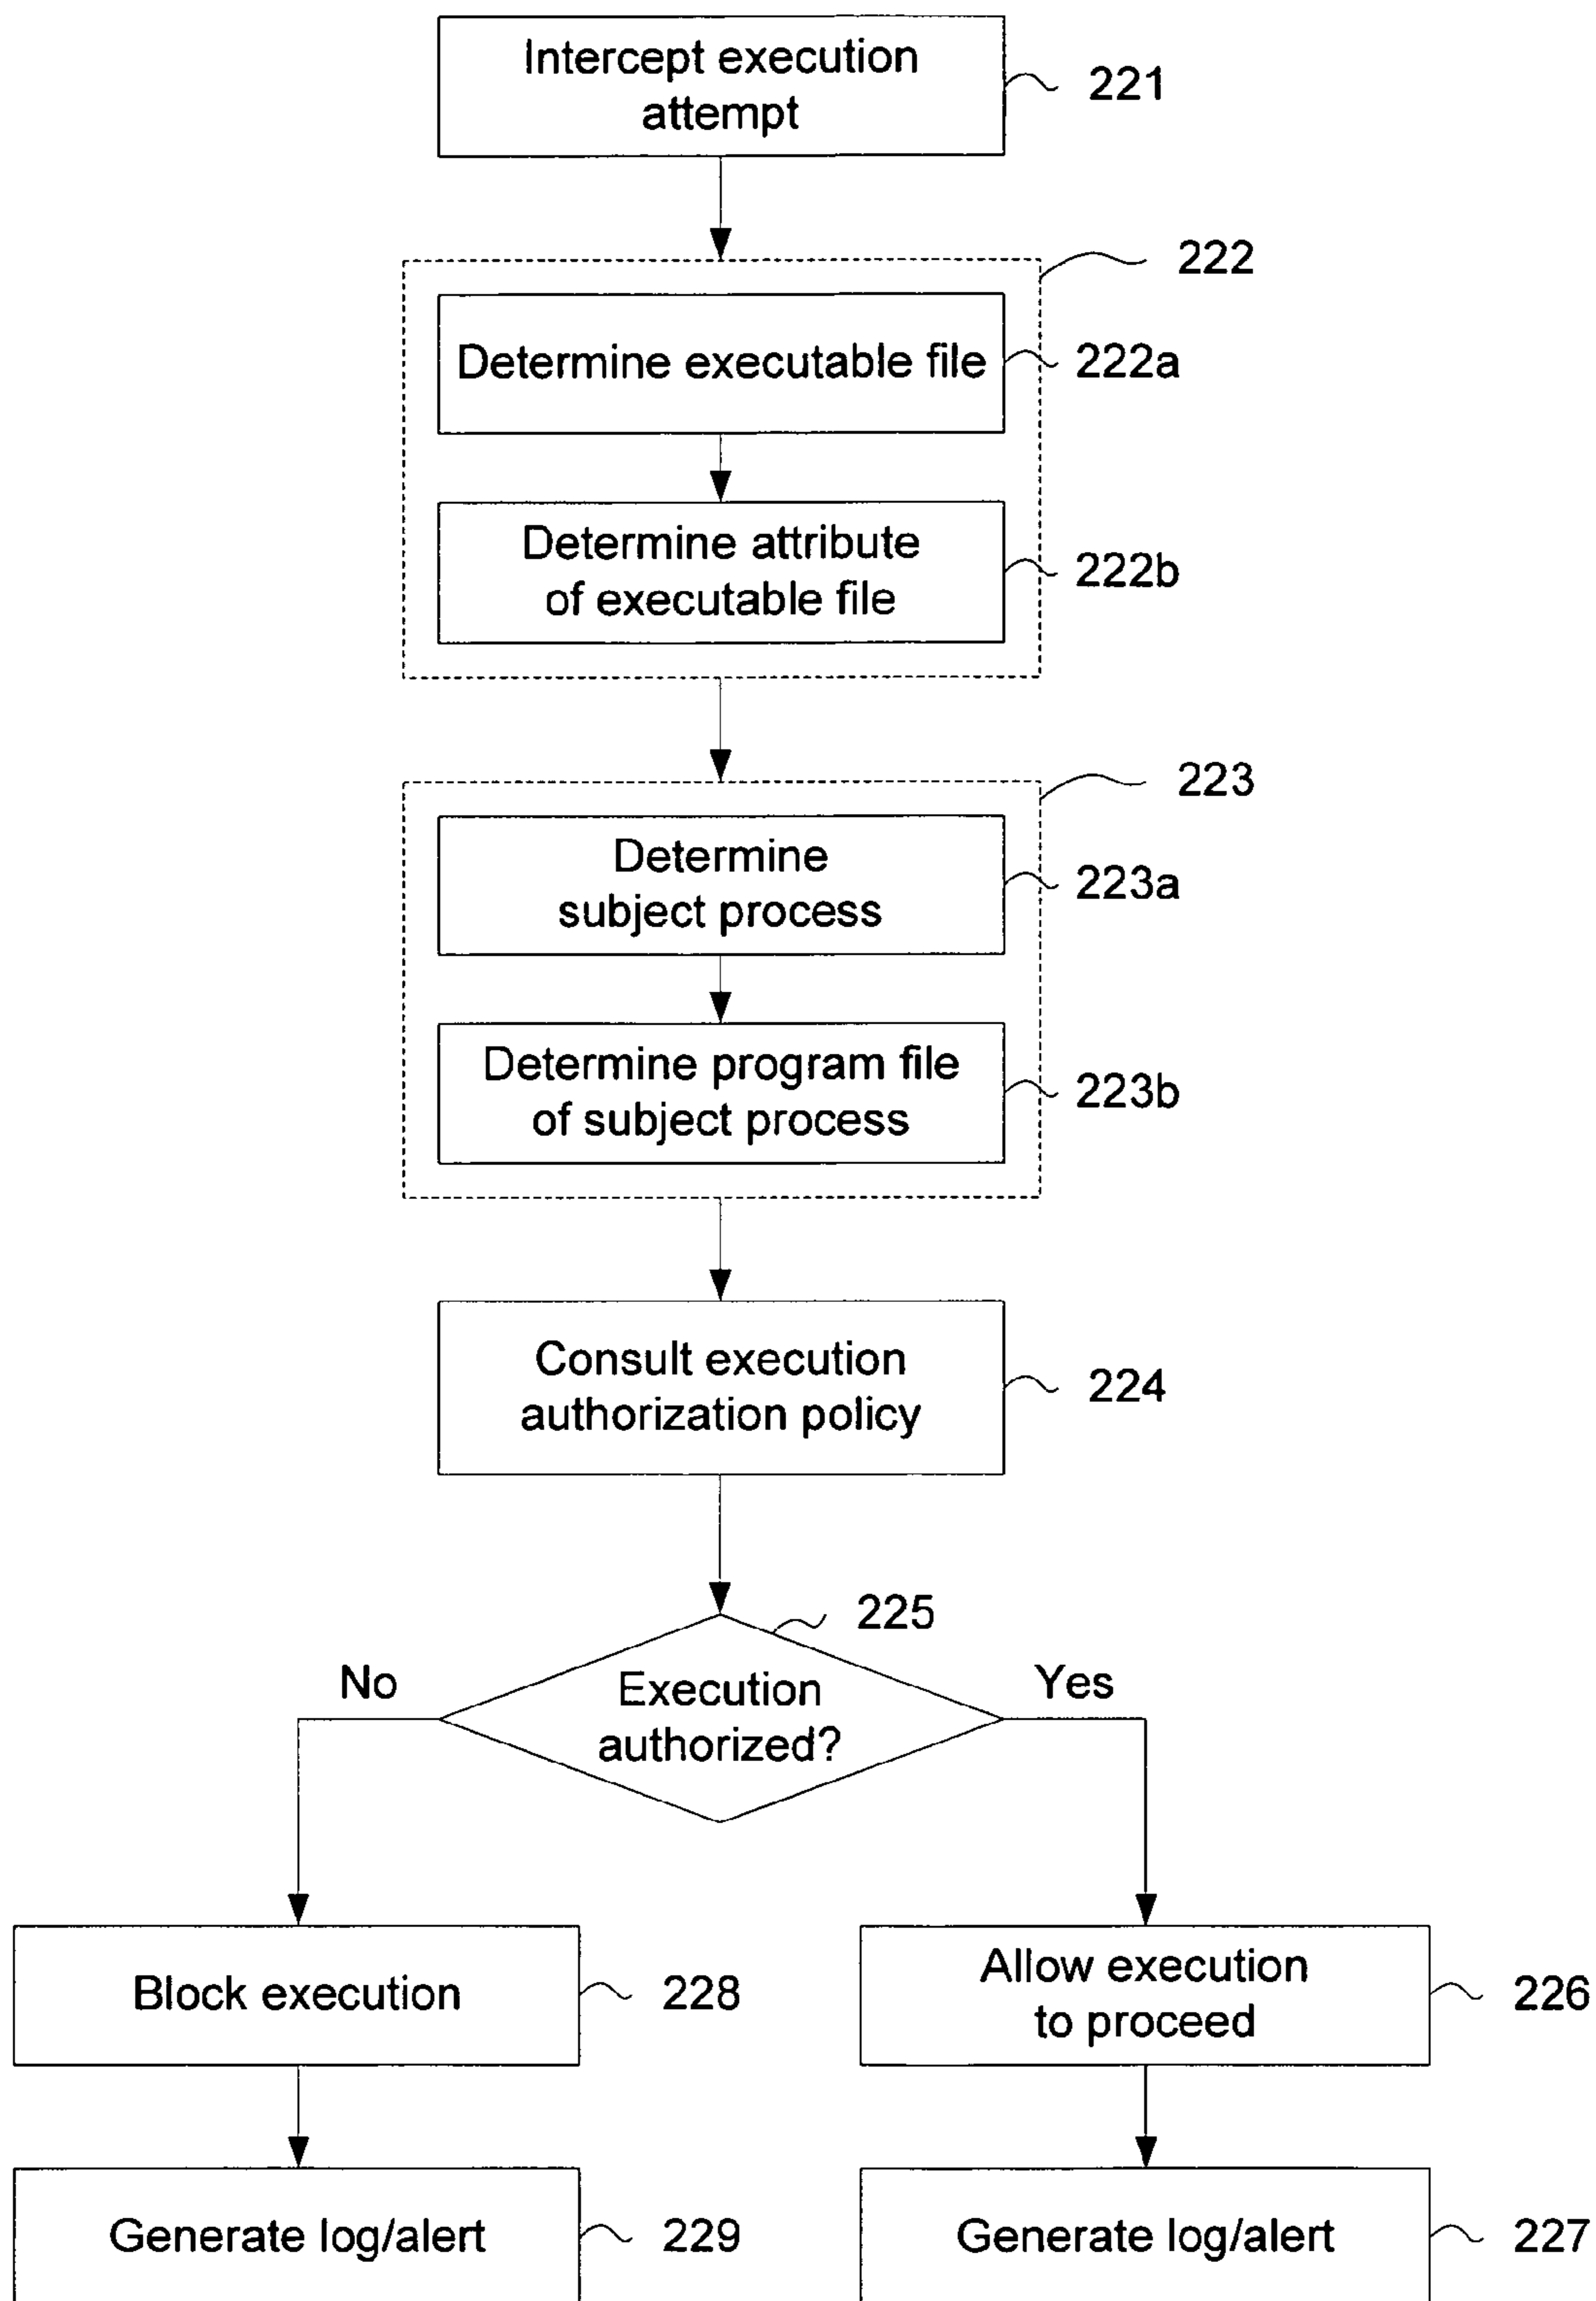 Intercept execution
attempt
221
222
Determine executable file
222a
Determine attribute
of executable file
222b
223
Determine
subject process
223a
Determine program file
of subject process
223b
Consult execution
authorization policy
224
225
No
Execution
authorized?
Yes
Block execution
228
Allow execution
to proceed
226
Generate log/alert
229
Generate log/alert
227